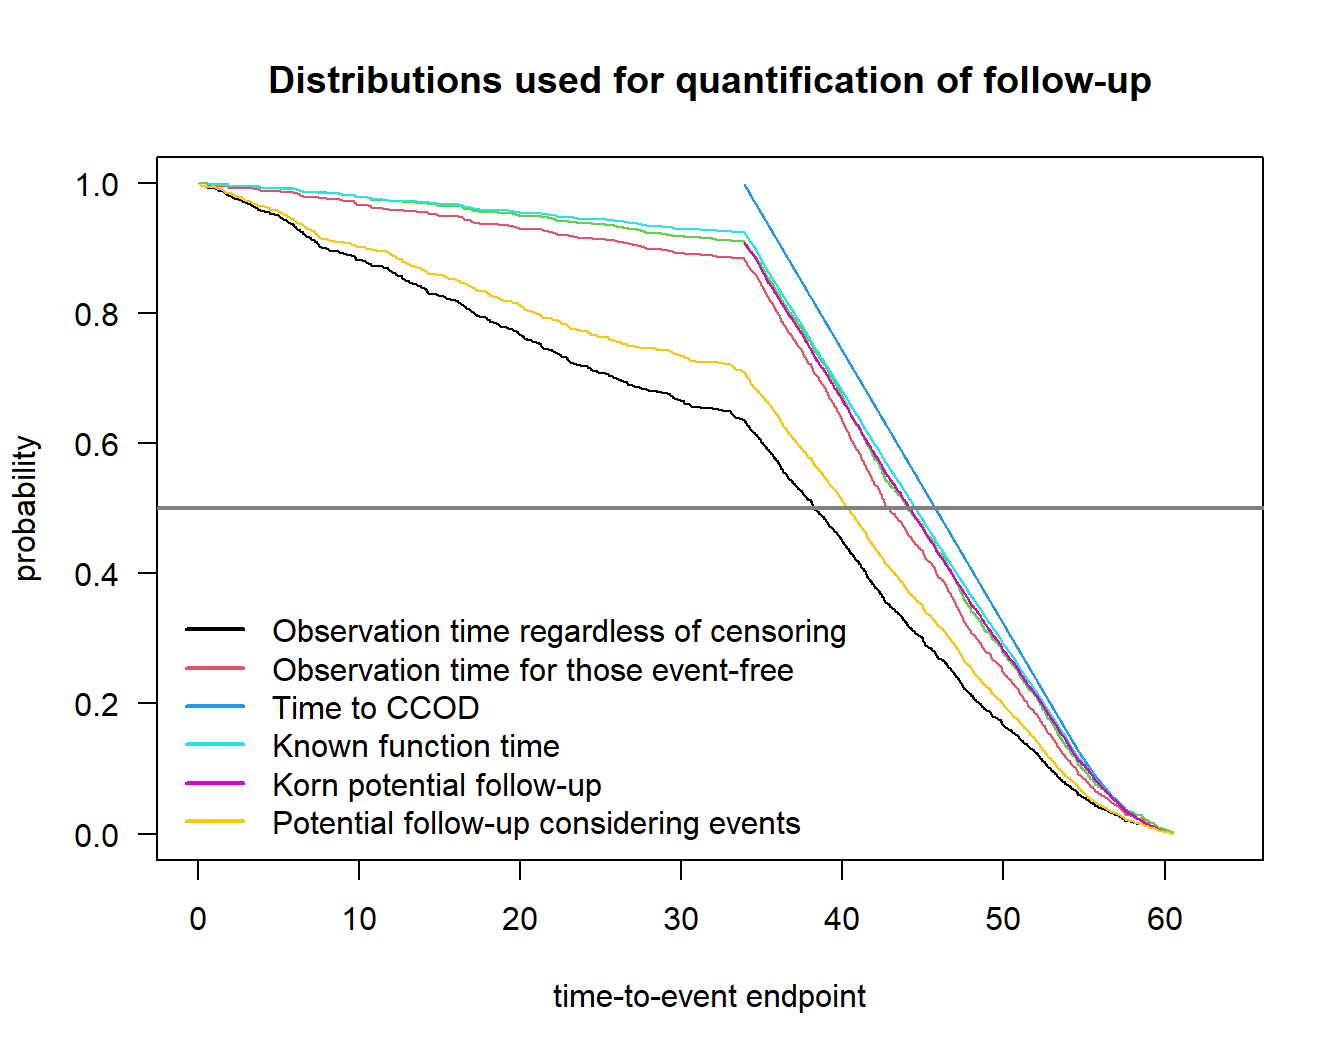 Distributions used for quantification of follow-up
probability
1.0
0.8
0.6
0.4
0.2
0.0
Observation time regardless of censoring
Observation time for those event-free
Time to CCOD
Known function time
Korn potential follow-up
Potential follow-up considering events
0 10 20 30 40 50 60
time-to-event endpoint